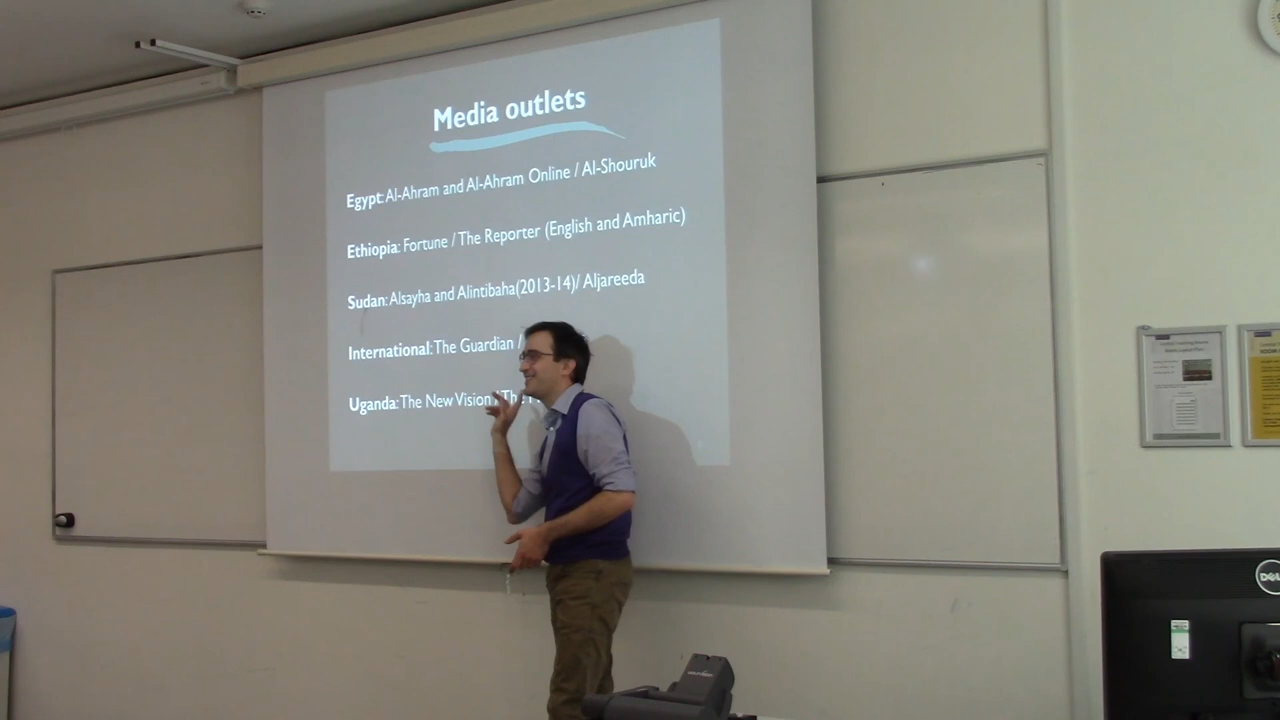 Media outlets
Egypt: Al-Ahram and Al-Ahram Online / Al-Shouruk
Ethiopia: Fortune / The Reporter (English and Amharic)
Sudan: Alsayha and Alintibaha(2013-14)/ Aljareeda
International: The Guardian /
Uganda: The New Vision / The
DELL